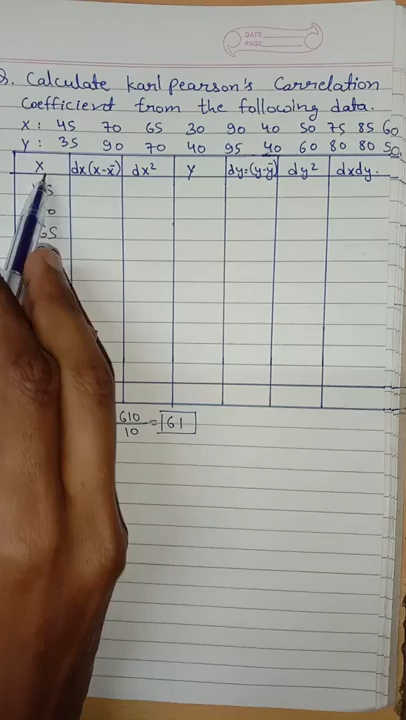 DATE
PAGE
Q. Calculate Karl Pearson's Correlation
Coefficient from the following data.
X : 45 70 65 30 90 40 50 75 85 60
Y : 35 90 70 40 95 40 60 80 80 50
X dx(x-x̄) dx² Y dy=(y-ȳ) dy² dxdy
65
610/10 = 61